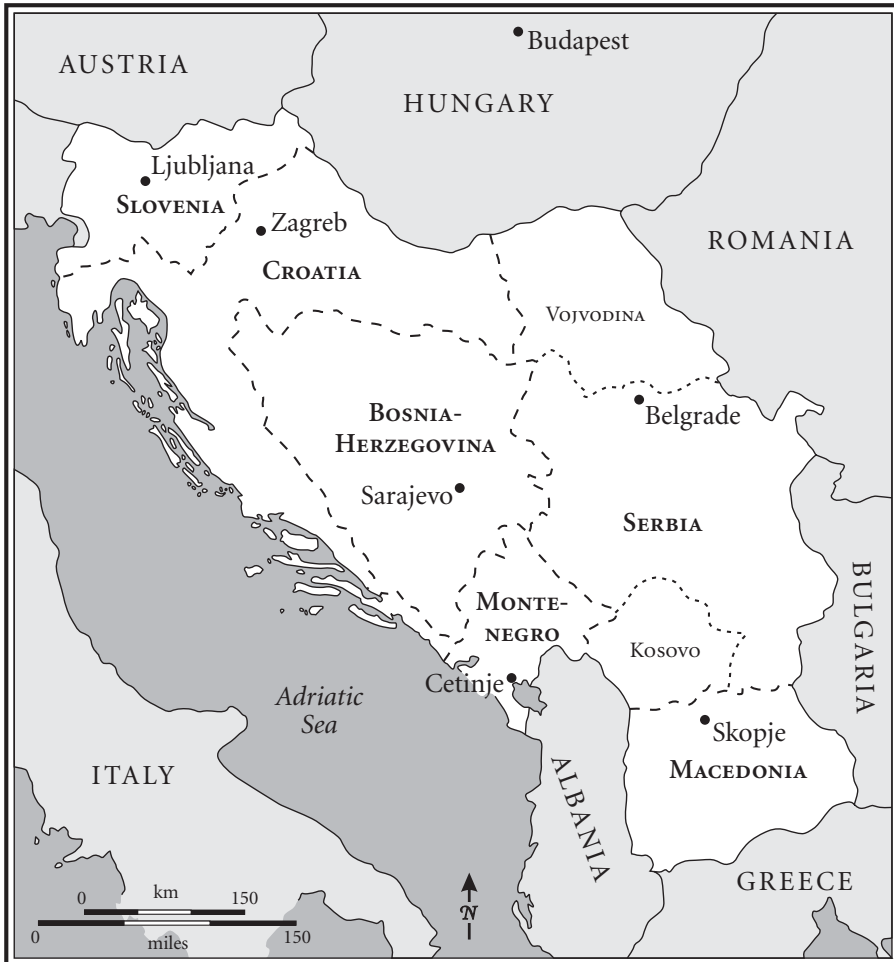 Budapest
AUSTRIA
HUNGARY
Ljubljana
SLOVENIA
Zagreb
CROATIA
ROMANIA
VOJVODINA
BOSNIA-
HERZEGOVINA
Belgrade
Sarajevo
SERBIA
BULGARIA
MONTE-
NEGRO
KOSOVO
Cetinje
Adriatic
Sea
Skopje
MACEDONIA
ITALY
ALBANIA
GREECE
0 km 150
N
0 miles 150